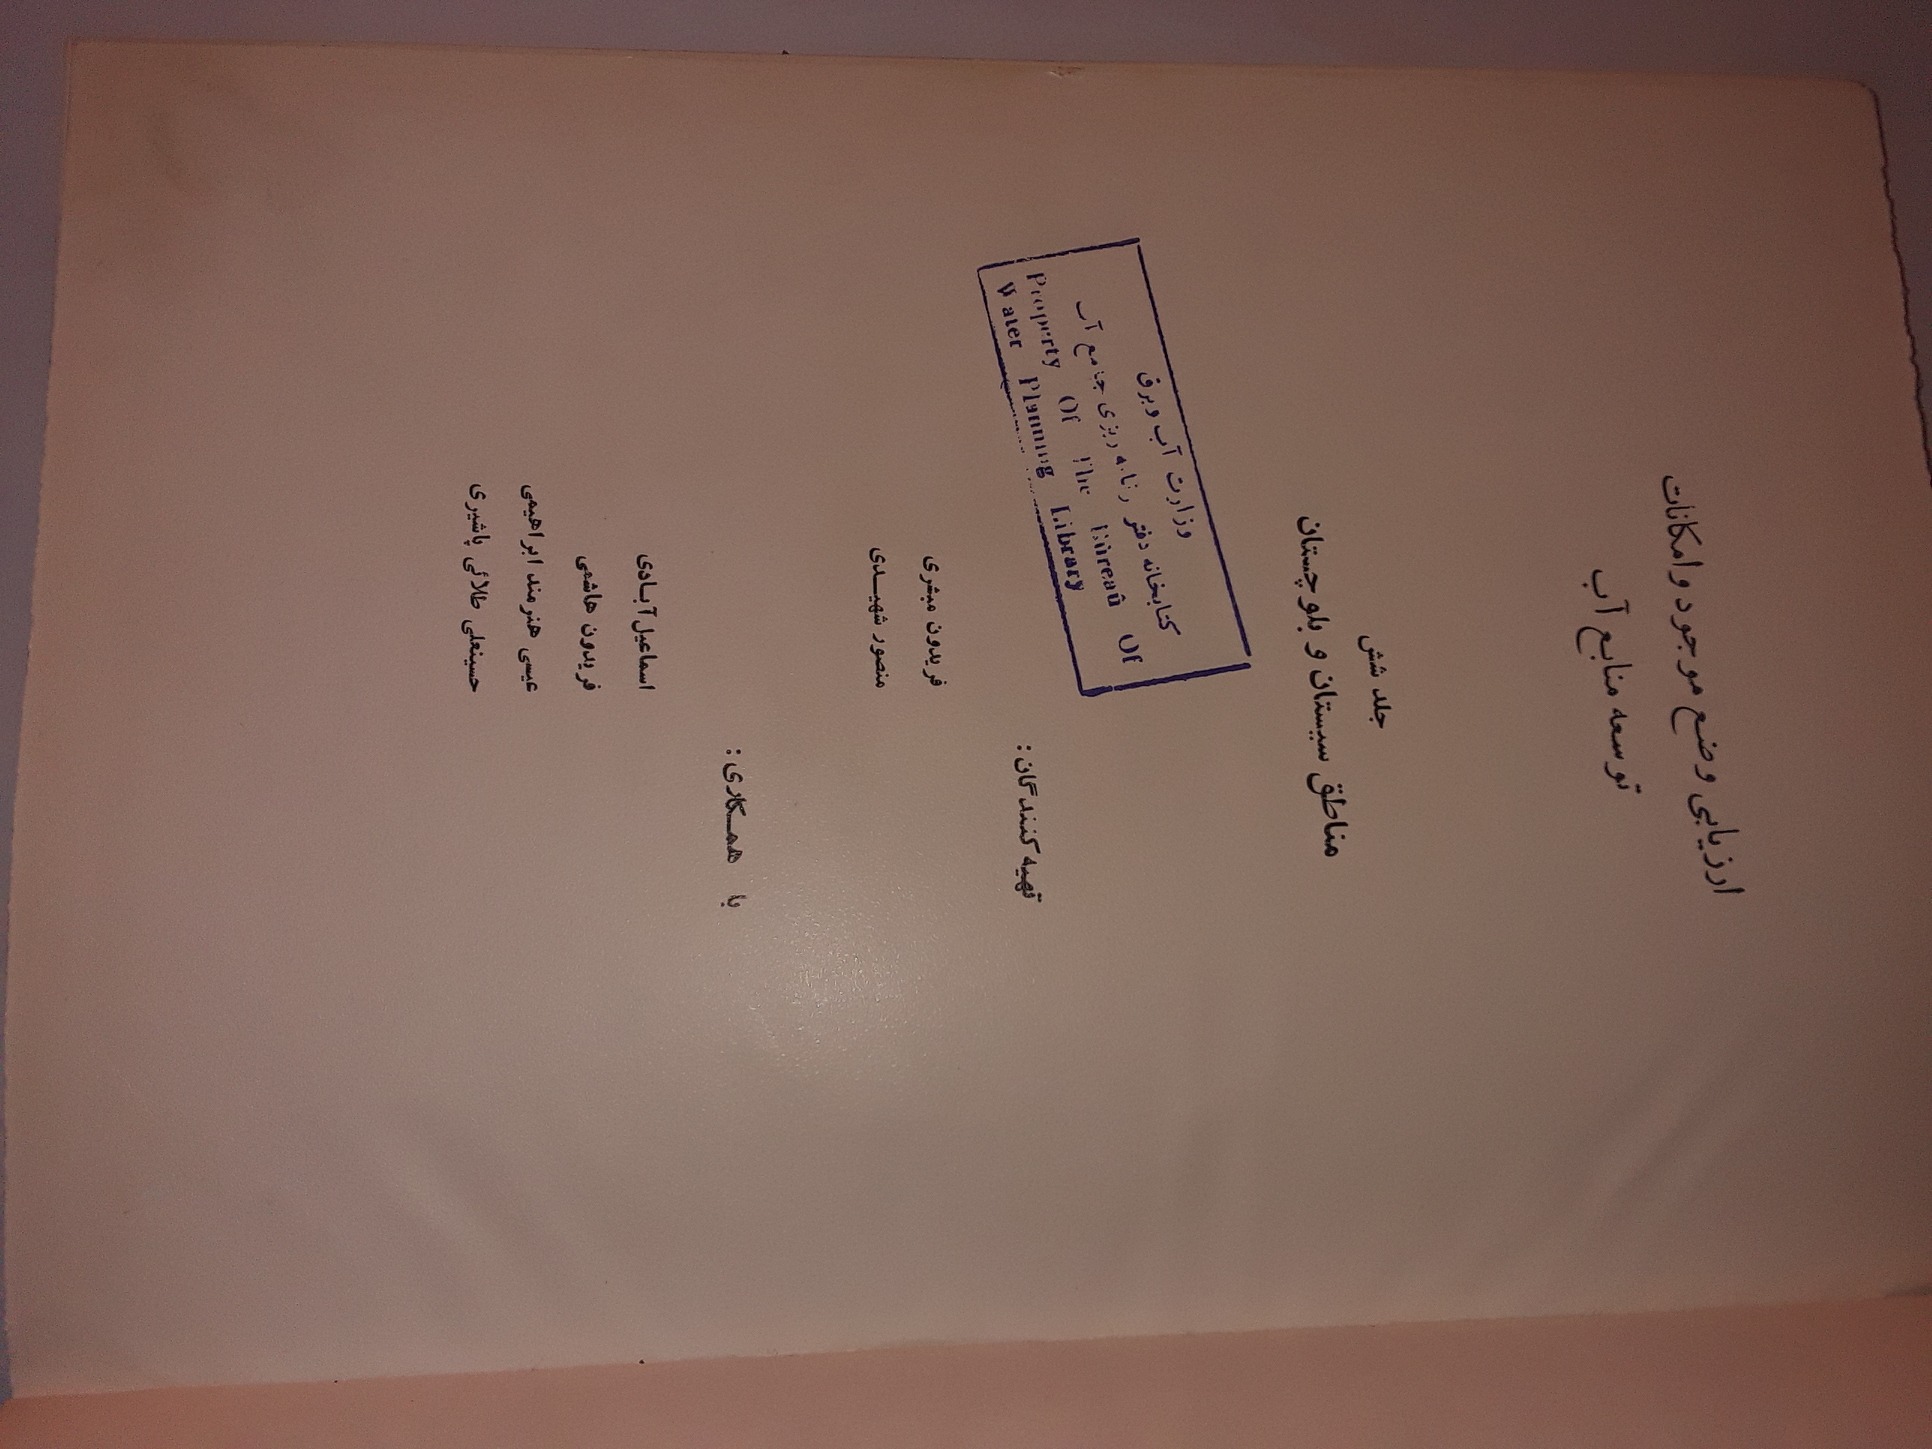 ارزیابی وضع موجود و امکانات
توسعه منابع آب
جلد شش
مناطق سیستان و بلوچستان
وزارت آب و برق
کتابخانه دفتر برنامه ریزی جامع آب
Property Of The Bureau Of
Water Planning Library
تهیه کنندگان :
فریدون مبشری
منصور شهیدی
با همکاری :
اسماعیل آبادی
فریدون هاشمی
عیسی هنرمند ابراهیمی
حسینعلی طلائی پاشیری